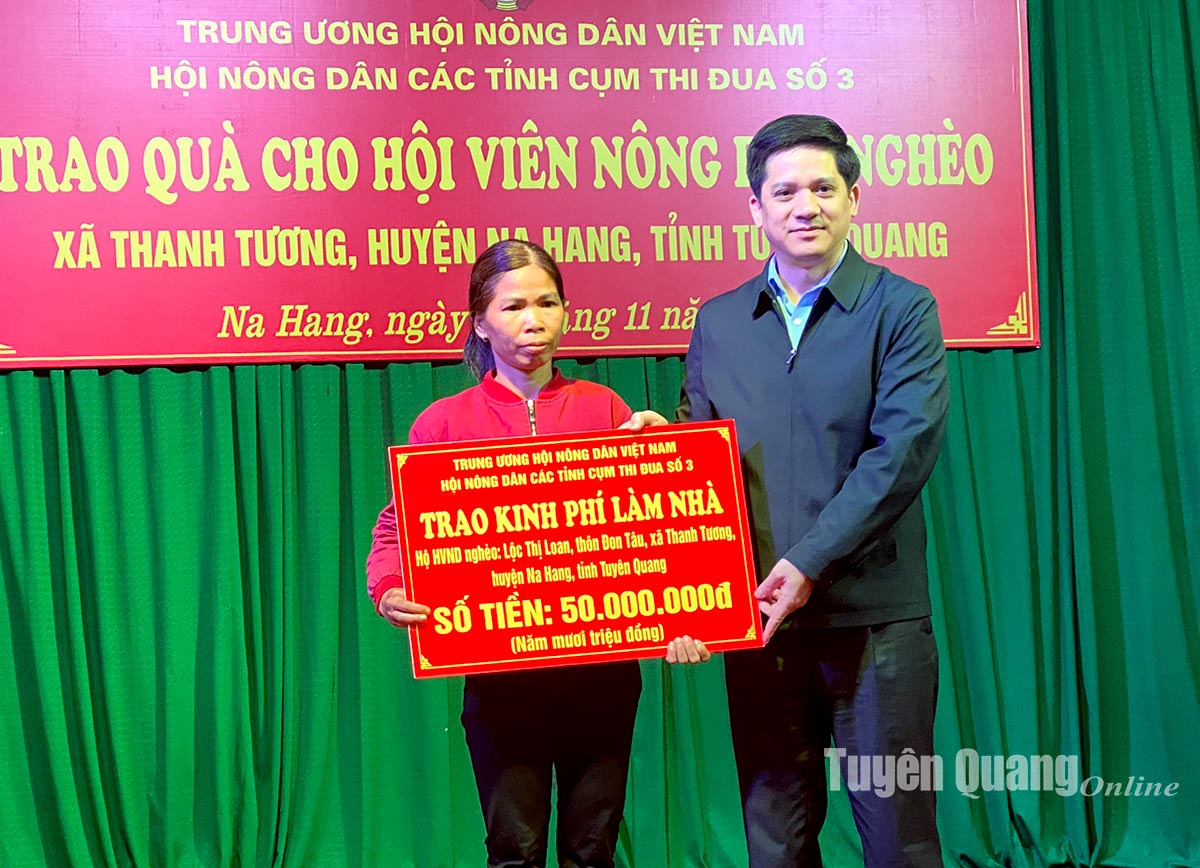 TRUNG ƯƠNG HỘI NÔNG DÂN VIỆT NAM
HỘI NÔNG DÂN CÁC TỈNH CỤM THI ĐUA SỐ 3
TRAO QUÀ CHO HỘI VIÊN NÔNG NGHÈO
XÃ THANH TƯƠNG, HUYỆN NA HANG, TỈNH QUANG
Na Hang, ngày 11
TRUNG ƯƠNG HỘI NÔNG DÂN VIỆT NAM
HỘI NÔNG DÂN CÁC TỈNH CỤM THI ĐUA SỐ 3
TRAO KINH PHÍ LÀM NHÀ
Hộ HVND nghèo: Lộc Thị Loan, thôn Đon Tâu, xã Thanh Tương,
huyện Na Hang, tỉnh Tuyên Quang
SỐ TIỀN: 50.000.000đ
(Năm mươi triệu đồng)
Tuyên Quang Online